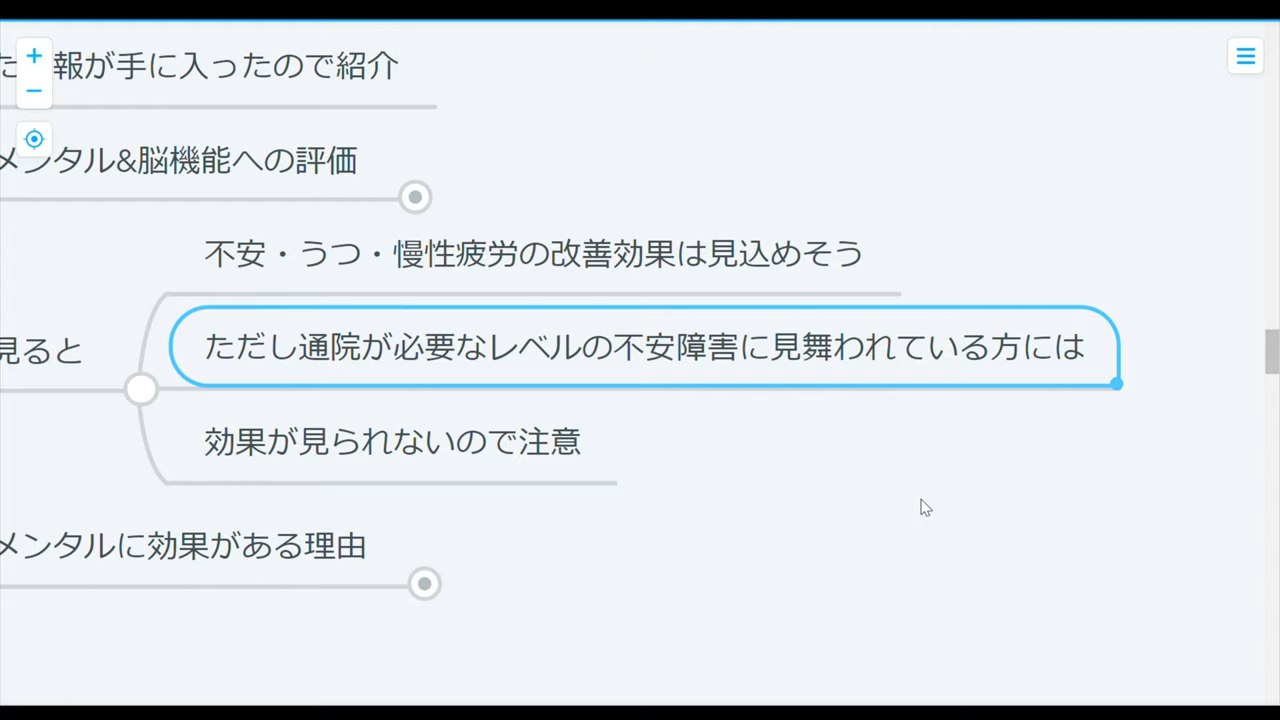 報が手に入ったので紹介
メンタル&脳機能への評価
不安・うつ・慢性疲労の改善効果は見込めそう
ただし通院が必要なレベルの不安障害に見舞われている方には
見ると
効果が見られないので注意
メンタルに効果がある理由